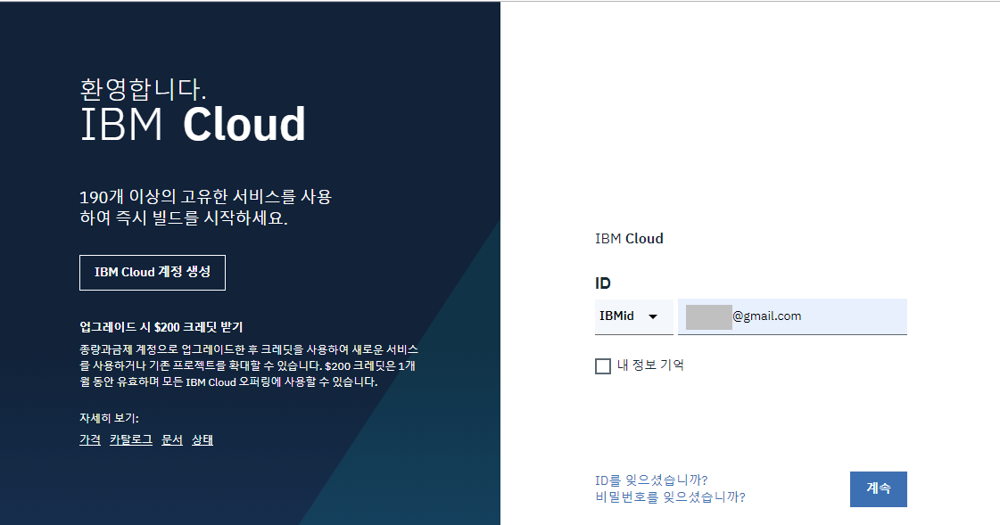 환영합니다.
IBM Cloud
190개 이상의 고유한 서비스를 사용
하여 즉시 빌드를 시작하세요.
IBM Cloud 계정 생성
업그레이드 시 $200 크레딧 받기
종량과금제 계정으로 업그레이드한 후 크레딧을 사용하여 새로운 서비스
를 사용하거나 기존 프로젝트를 확대할 수 있습니다. $200 크레딧은 1개
월 동안 유효하며 모든 IBM Cloud 오퍼링에 사용할 수 있습니다.
자세히 보기:
가격 카탈로그 문서 상태
IBM Cloud
ID
IBMid @gmail.com
내 정보 기억
ID를 잊으셨습니까?
비밀번호를 잊으셨습니까?
계속